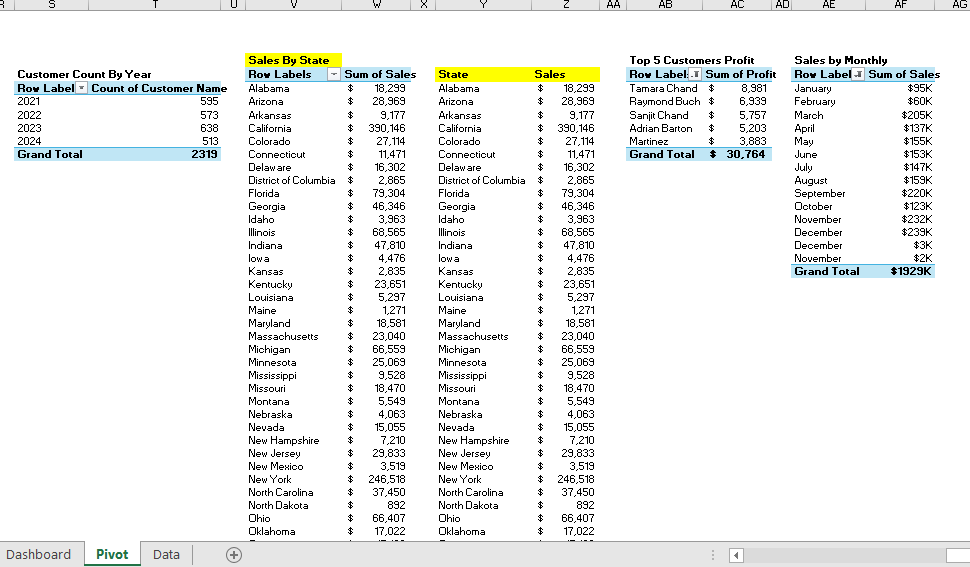 R S T U V W X Y Z AA AB AC AD AE AF AG
Customer Count By Year
Row Label Count of Customer Name
2021 595
2022 573
2023 638
2024 513
Grand Total 2319
Sales By State
Row Labels Sum of Sales
Alabama $ 18,299
Arizona $ 28,969
Arkansas $ 9,177
California $ 390,146
Colorado $ 27,114
Connecticut $ 11,471
Delaware $ 16,302
District of Columbia $ 2,865
Florida $ 79,304
Georgia $ 46,346
Idaho $ 3,963
Illinois $ 68,565
Indiana $ 47,810
Iowa $ 4,476
Kansas $ 2,835
Kentucky $ 23,651
Louisiana $ 5,297
Maine $ 1,271
Maryland $ 18,581
Massachusetts $ 23,040
Michigan $ 66,559
Minnesota $ 25,069
Mississippi $ 9,528
Missouri $ 18,470
Montana $ 5,549
Nebraska $ 4,063
Nevada $ 15,055
New Hampshire $ 7,210
New Jersey $ 29,833
New Mexico $ 3,519
New York $ 246,518
North Carolina $ 37,450
North Dakota $ 892
Ohio $ 66,407
Oklahoma $ 17,022
State Sales
Alabama $ 18,299
Arizona $ 28,969
Arkansas $ 9,177
California $ 390,146
Colorado $ 27,114
Connecticut $ 11,471
Delaware $ 16,302
District of Columbia $ 2,865
Florida $ 79,304
Georgia $ 46,346
Idaho $ 3,963
Illinois $ 68,565
Indiana $ 47,810
Iowa $ 4,476
Kansas $ 2,835
Kentucky $ 23,651
Louisiana $ 5,297
Maine $ 1,271
Maryland $ 18,581
Massachusetts $ 23,040
Michigan $ 66,559
Minnesota $ 25,069
Mississippi $ 9,528
Missouri $ 18,470
Montana $ 5,549
Nebraska $ 4,063
Nevada $ 15,055
New Hampshire $ 7,210
New Jersey $ 29,833
New Mexico $ 3,519
New York $ 246,518
North Carolina $ 37,450
North Dakota $ 892
Ohio $ 66,407
Oklahoma $ 17,022
Top 5 Customers Profit
Row Label Sum of Profit
Tamara Chand $ 8,981
Raymond Buch $ 6,939
Sanjit Chand $ 5,757
Adrian Barton $ 5,203
Martinez $ 3,883
Grand Total $ 30,764
Sales by Monthly
Row Label Sum of Sales
January $95K
February $60K
March $205K
April $137K
May $155K
June $153K
July $147K
August $159K
September $220K
October $123K
November $232K
December $239K
December $3K
November $2K
Grand Total $1929K
Dashboard Pivot Data